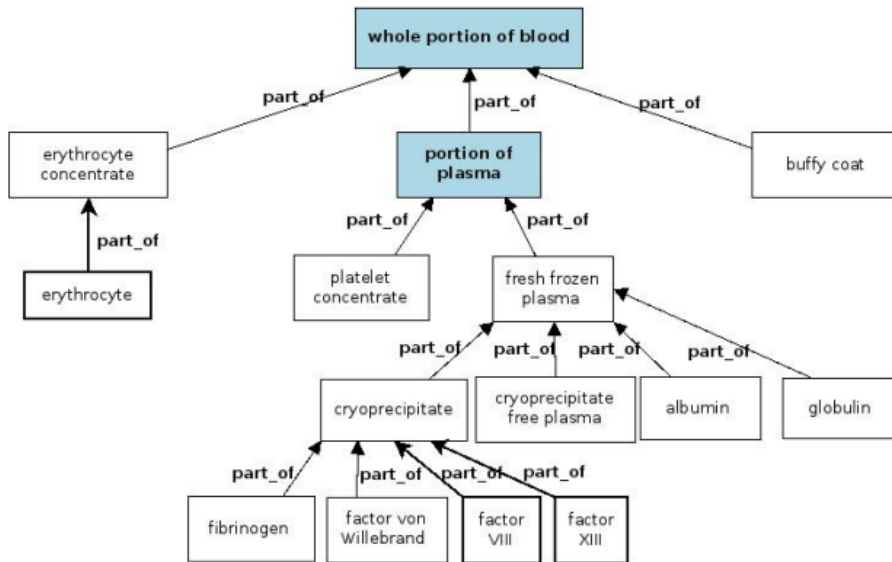 whole portion of blood
part_of
part_of
part_of
erythrocyte
concentrate
portion of
plasma
buffy coat
part_of
part_of
part_of
erythrocyte
platelet
concentrate
fresh frozen
plasma
part_of
part_of
part_of
part_of
cryoprecipitate
cryoprecipitate
free plasma
albumin
globulin
part_of
part_of
part_of
part_of
fibrinogen
factor von
Willebrand
factor
VIII
factor
XIII